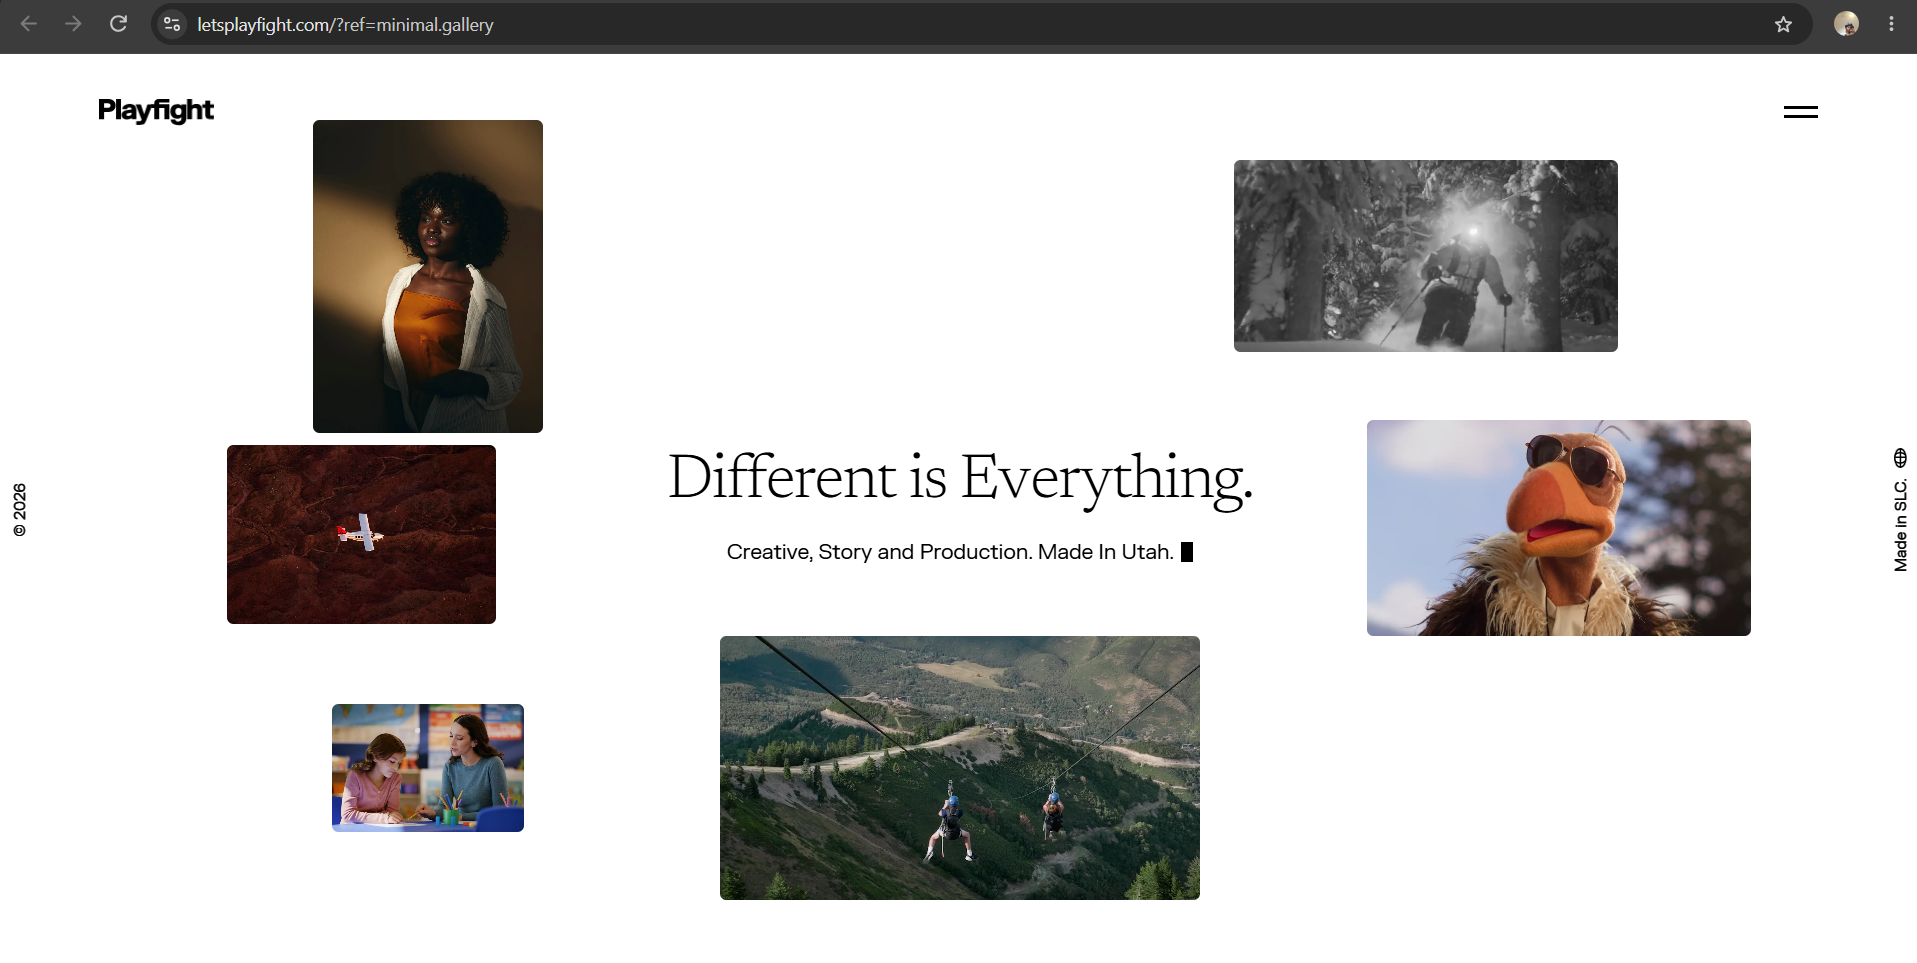 letsplayfight.com/?ref=minimal.gallery
Playfight
© 2026
Different is Everything.
Creative, Story and Production. Made In Utah.
Made in SLC.